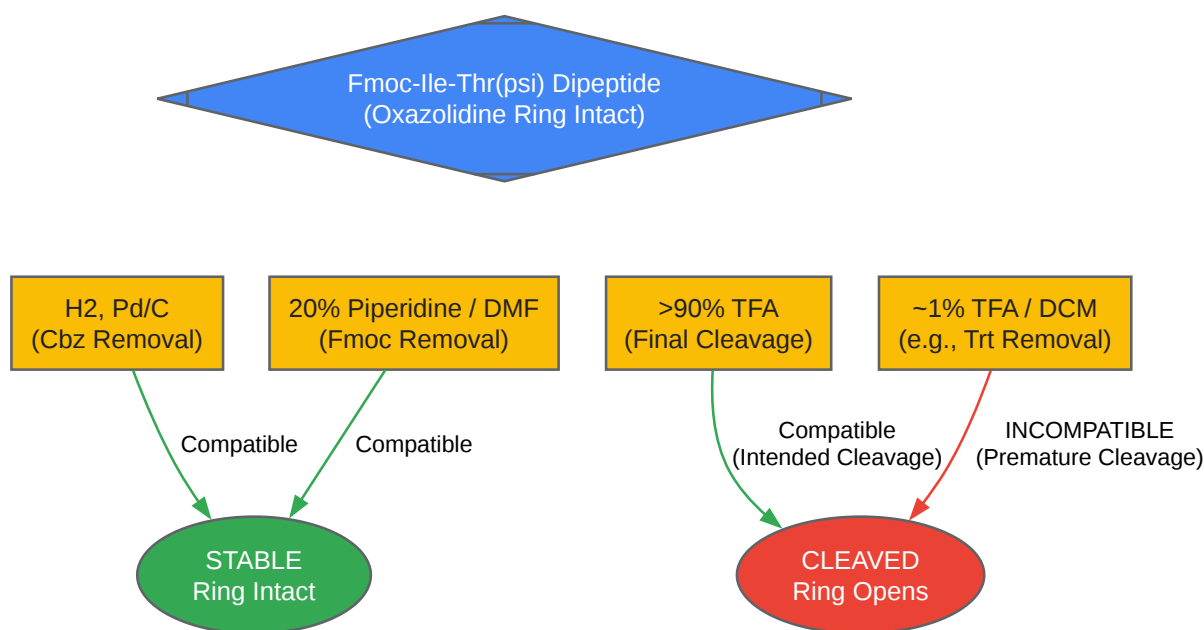 Fmoc-Ile-Thr(psi) Dipeptide
(Oxazolidine Ring Intact)
H2, Pd/C
(Cbz Removal)
20% Piperidine / DMF
(Fmoc Removal)
>90% TFA
(Final Cleavage)
~1% TFA / DCM
(e.g., Trt Removal)
Compatible
Compatible
Compatible
(Intended Cleavage)
INCOMPATIBLE
(Premature Cleavage)
STABLE
Ring Intact
CLEAVED
Ring Opens